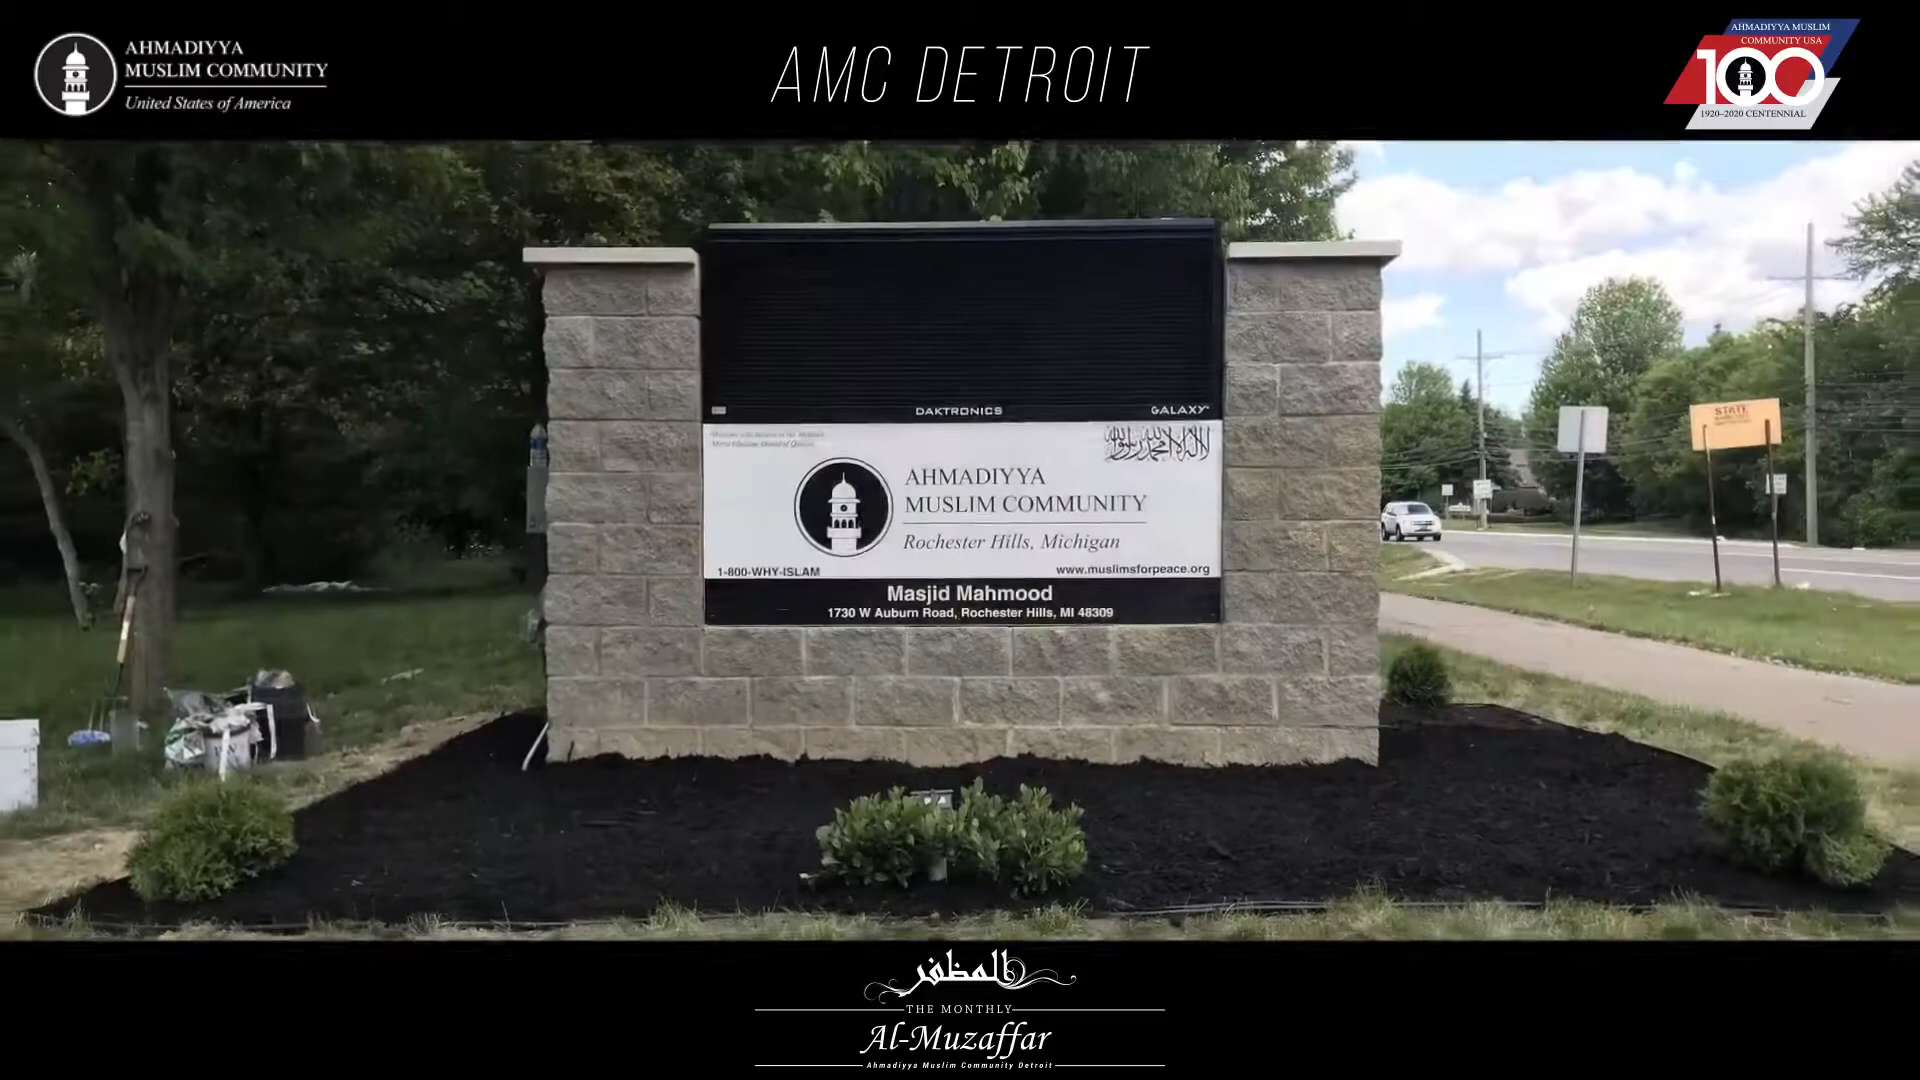 AHMADIYYA
MUSLIM COMMUNITY
United States of America
AMC DETROIT
AHMADIYYA MUSLIM
COMMUNITY USA
100
1920–2020 CENTENNIAL
DAKTRONICS
GALAXY
لا اله الا الله محمد رسول الله
AHMADIYYA
MUSLIM COMMUNITY
Rochester Hills, Michigan
1-800-WHY-ISLAM
www.muslimsforpeace.org
Masjid Mahmood
1730 W Auburn Road, Rochester Hills, MI 48309
STATE
المظفر
THE MONTHLY
Al-Muzaffar
Ahmadiyya Muslim Community Detroit